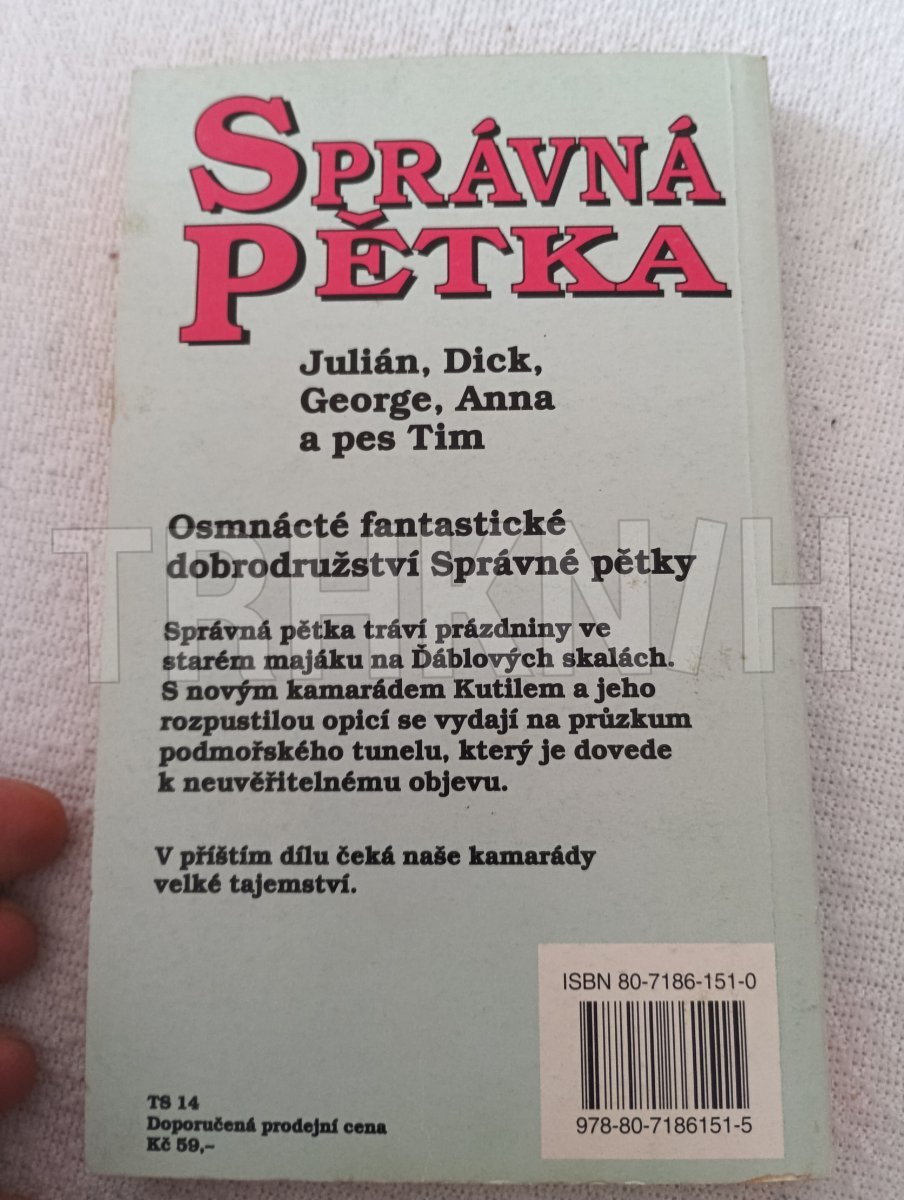 SPRÁVNÁ
PĚTKA
Julián, Dick,
George, Anna
a pes Tim
Osmnácté fantastické
dobrodružství Správné pětky
Správná pětka tráví prázdniny ve
starém majáku na Ďáblových skalách.
S novým kamarádem Kutilem a jeho
rozpustilou opicí se vydají na průzkum
podmořského tunelu, který je dovede
k neuvěřitelnému objevu.
V příštím dílu čeká naše kamarády
velké tajemství.
ISBN 80-7186-151-0
978-80-7186151-5
TS 14
Doporučená prodejní cena
Kč 59,-
TRHKNIH